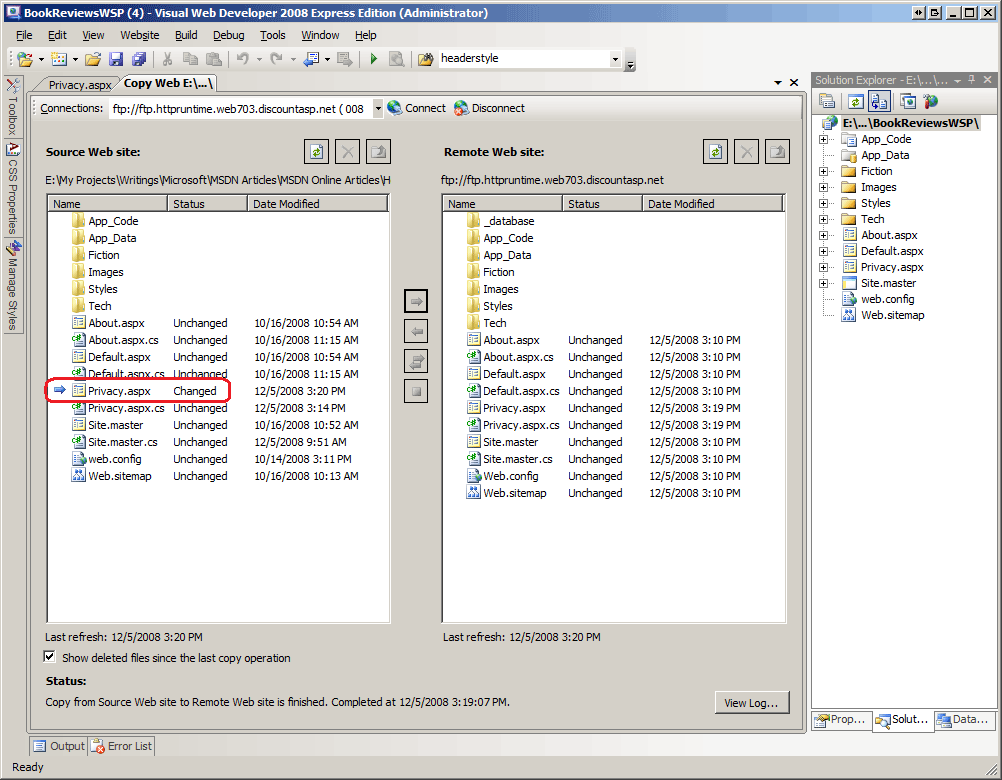 BookReviewsWSP (4) - Visual Web Developer 2008 Express Edition (Administrator)
File Edit View Website Build Debug Tools Window Help
headerstyle
Toolbox
CSS Properties
Manage Styles
Privacy.aspx Copy Web E:\...\
Connections: ftp://ftp.httpruntime.web703.discountasp.net ( 008 Connect Disconnect
Source Web site:
E:\My Projects\Writings\Microsoft\MSDN Articles\MSDN Online Articles\H
Name Status Date Modified
App_Code
App_Data
Fiction
Images
Styles
Tech
About.aspx Unchanged 10/16/2008 10:54 AM
About.aspx.cs Unchanged 10/16/2008 11:15 AM
Default.aspx Unchanged 10/16/2008 10:54 AM
Default.aspx.cs Unchanged 10/16/2008 11:15 AM
Privacy.aspx Changed 12/5/2008 3:20 PM
Privacy.aspx.cs Unchanged 12/5/2008 3:14 PM
Site.master Unchanged 10/16/2008 10:52 AM
Site.master.cs Unchanged 12/5/2008 9:51 AM
web.config Unchanged 10/14/2008 3:11 PM
Web.sitemap Unchanged 10/16/2008 10:13 AM
Last refresh: 12/5/2008 3:20 PM
Show deleted files since the last copy operation
Status:
Copy from Source Web site to Remote Web site is finished. Completed at 12/5/2008 3:19:07 PM.
Remote Web site:
ftp://ftp.httpruntime.web703.discountasp.net
Name Status Date Modified
_database
App_Code
App_Data
Fiction
Images
Styles
Tech
About.aspx Unchanged 12/5/2008 3:10 PM
About.aspx.cs Unchanged 12/5/2008 3:10 PM
Default.aspx Unchanged 12/5/2008 3:10 PM
Default.aspx.cs Unchanged 12/5/2008 3:10 PM
Privacy.aspx Unchanged 12/5/2008 3:19 PM
Privacy.aspx.cs Unchanged 12/5/2008 3:19 PM
Site.master Unchanged 12/5/2008 3:10 PM
Site.master.cs Unchanged 12/5/2008 3:10 PM
Web.config Unchanged 12/5/2008 3:10 PM
Web.sitemap Unchanged 12/5/2008 3:10 PM
Last refresh: 12/5/2008 3:20 PM
View Log...
Solution Explorer - E:\...\...
E:\...\BookReviewsWSP\
App_Code
App_Data
Fiction
Images
Styles
Tech
About.aspx
Default.aspx
Privacy.aspx
Site.master
web.config
Web.sitemap
Prop... Solut... Data...
Output Error List
Ready